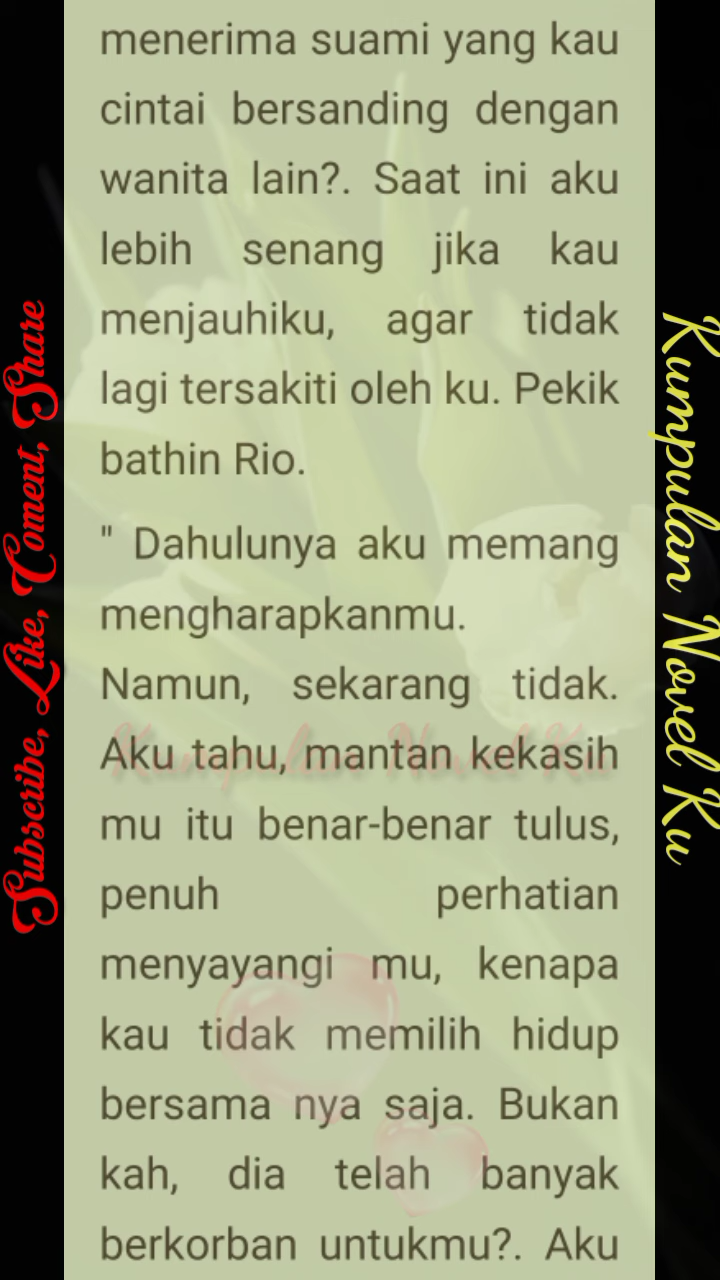 menerima suami yang kau
cintai bersanding dengan
wanita lain?. Saat ini aku
lebih senang jika kau
menjauhiku, agar tidak
lagi tersakiti oleh ku. Pekik
bathin Rio.
" Dahulunya aku memang
mengharapkanmu.
Namun, sekarang tidak.
Aku tahu, mantan kekasih
mu itu benar-benar tulus,
penuh perhatian
menyayangi mu, kenapa
kau tidak memilih hidup
bersama nya saja. Bukan
kah, dia telah banyak
berkorban untukmu?. Aku
Subscribe, Like, Coment, Share
Kumpulan Novel Ku
Kumpulan Novel Ku